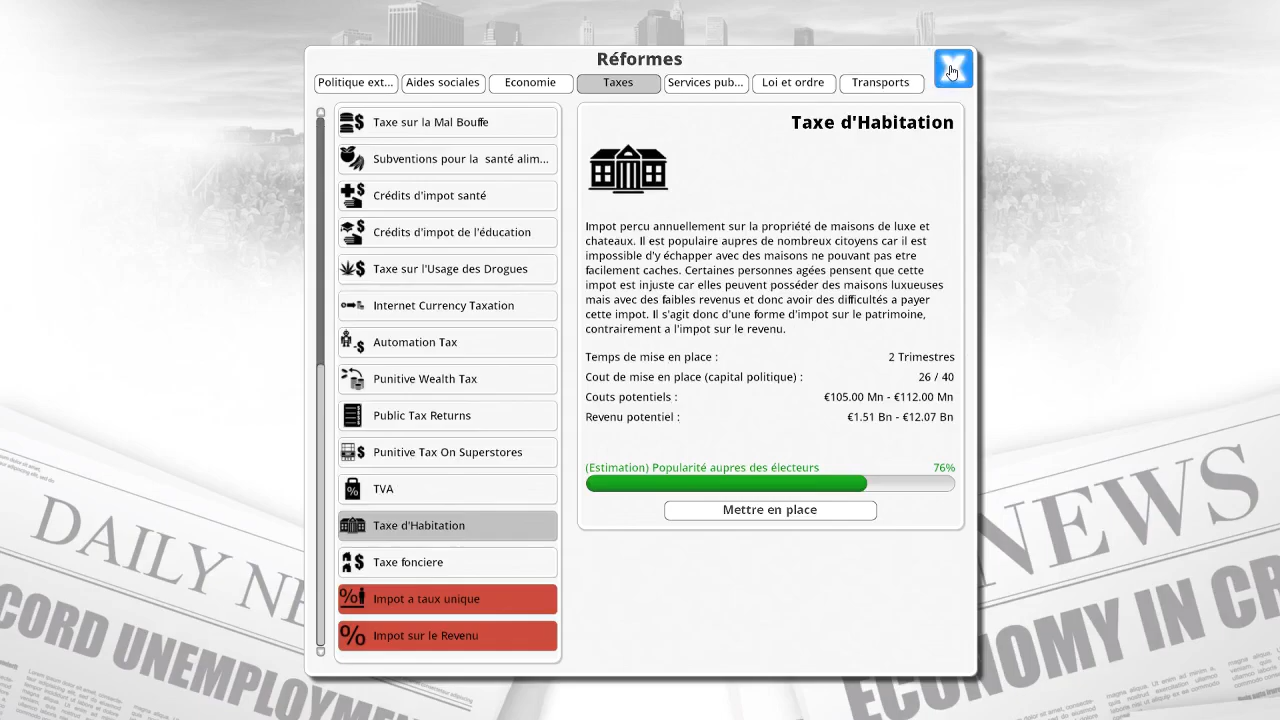 Réformes
Politique ext...
Aides sociales
Economie
Taxes
Services pub...
Loi et ordre
Transports
X
Taxe sur la Mal Bouffe
Subventions pour la  santé alim...
Crédits d'impot santé
Crédits d'impot de l'éducation
Taxe sur l'Usage des Drogues
Internet Currency Taxation
Automation Tax
Punitive Wealth Tax
Public Tax Returns
Punitive Tax On Superstores
TVA
Taxe d'Habitation
Taxe fonciere
Impot a taux unique
Impot sur le Revenu
Taxe d'Habitation
Impot percu annuellement sur la propriété de maisons de luxe et
chateaux. Il est populaire aupres de nombreux citoyens car il est
impossible d'y échapper avec des maisons ne pouvant pas etre
facilement caches. Certaines personnes agées pensent que cette
impot est injuste car elles peuvent posséder des maisons luxueuses
mais avec des faibles revenus et donc avoir des difficultés a payer
cette impot. Il s'agit donc d'une forme d'impot sur le patrimoine,
contrairement a l'impot sur le revenu.
Temps de mise en place : 2 Trimestres
Cout de mise en place (capital politique) : 26 / 40
Couts potentiels : €105.00 Mn - €112.00 Mn
Revenu potentiel : €1.51 Bn - €12.07 Bn
(Estimation) Popularité aupres des électeurs 76%
Mettre en place
DAILY NE
CORD UNEMPLOYM
NEWS
ECONOMY IN CR